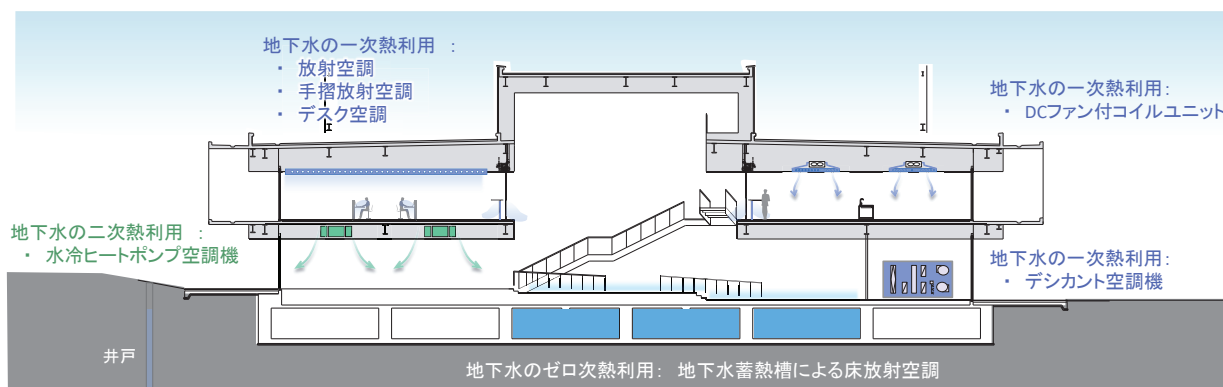 地下水の一次熱利用 ：
・ 放射空調
・ 手摺放射空調
・ デスク空調
地下水の一次熱利用：
・ DCファン付コイルユニット
地下水の二次熱利用：
・ 水冷ヒートポンプ空調機
地下水の一次熱利用：
・ デシカント空調機
井戸
地下水のゼロ次熱利用： 地下水蓄熱槽による床放射空調